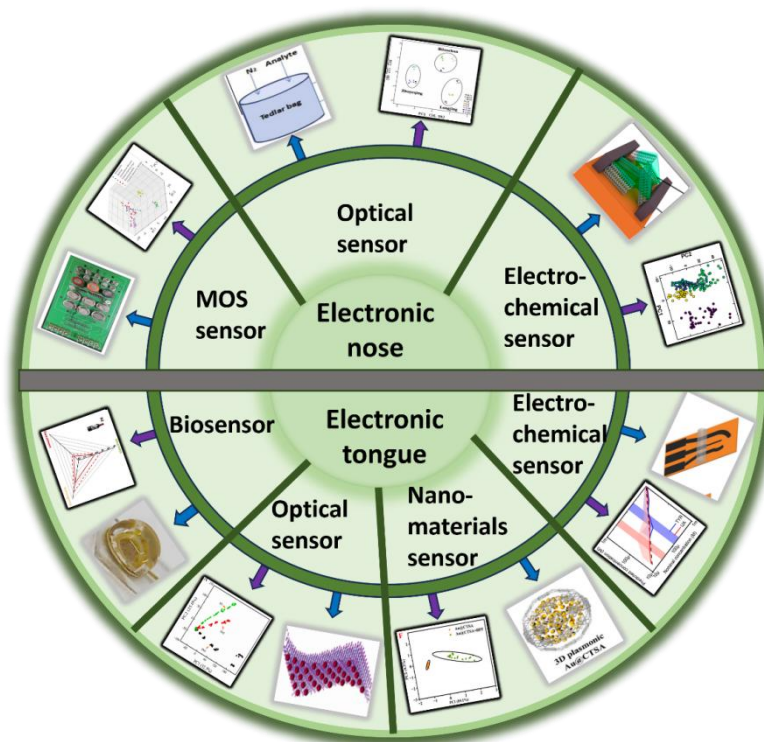 N₂ Analyte
Tedlar bag
Optical
sensor
MOS
sensor
Electro-
chemical
sensor
PC2
PC1
Electronic
nose
Electronic
tongue
Biosensor
Optical
sensor
Nano-
materials
sensor
Electro-
chemical
sensor
3D plasmonic
Au@CTSA